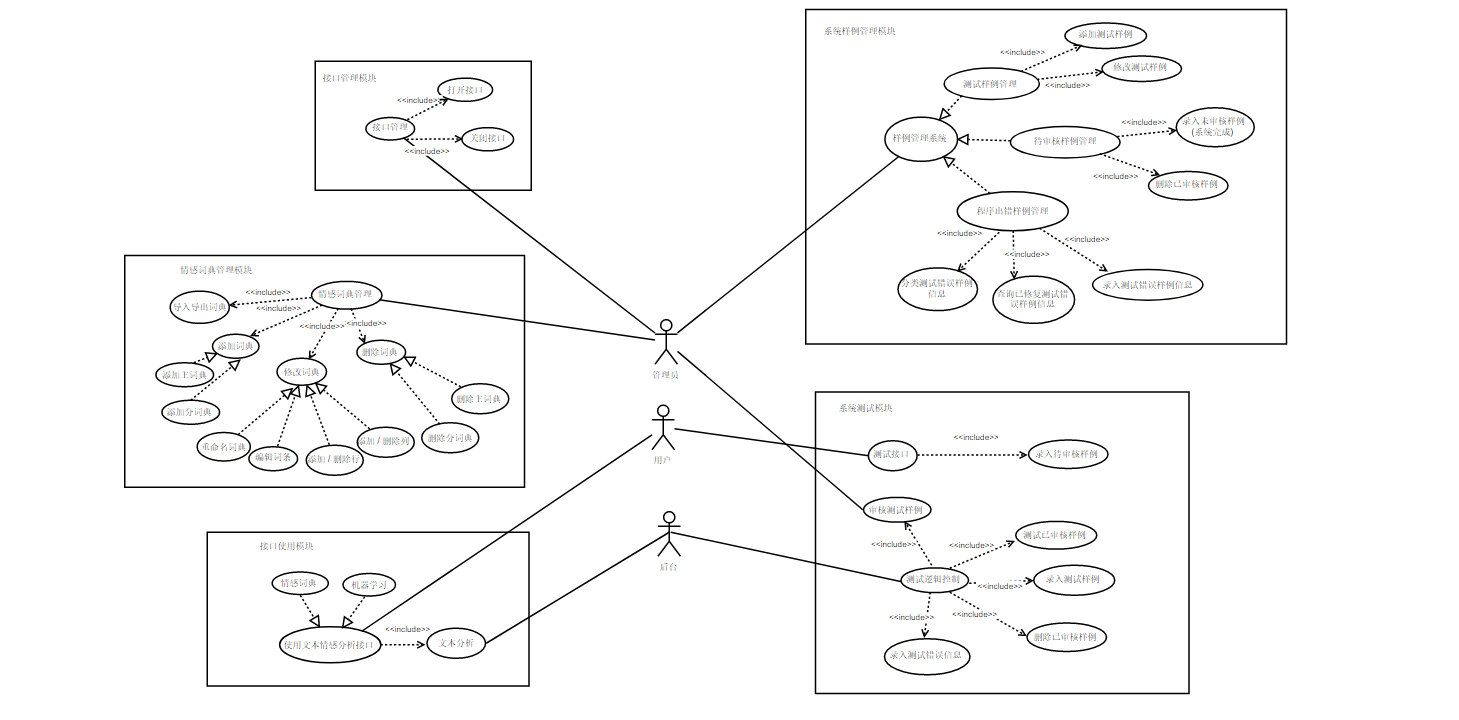 接口管理模块
打开接口
<<include>>
接口管理
关闭接口
<<include>>
系统样例管理模块
添加测试样例
<<include>>
修改测试样例
测试样例管理
<<include>>
录入未审核样例
(系统完成)
<<include>>
样例管理系统
待审核样例管理
<<include>>
删除已审核样例
程序出错样例管理
<<include>>
<<include>>
<<include>>
分类测试错误样例
信息
查询已修复测试错
误样例信息
录入测试错误样例信息
情感词典管理模块
<<include>>
情感词典管理
导入导出词典
<<include>>
<<include>>
<<include>>
添加词典
删除词典
添加主词典
修改词典
添加分词典
删除主词典
重命名词典
编辑词条
添加 / 删除行
添加 / 删除列
删除分词典
管理员
用户
后台
接口使用模块
情感词典
机器学习
<<include>>
使用文本情感分析接口
文本分析
系统测试模块
<<include>>
测试接口
录入待审核样例
审核测试样例
<<include>>
<<include>>
测试已审核样例
测试逻辑控制
<<include>>
录入测试样例
<<include>>
<<include>>
删除已审核样例
录入测试错误信息